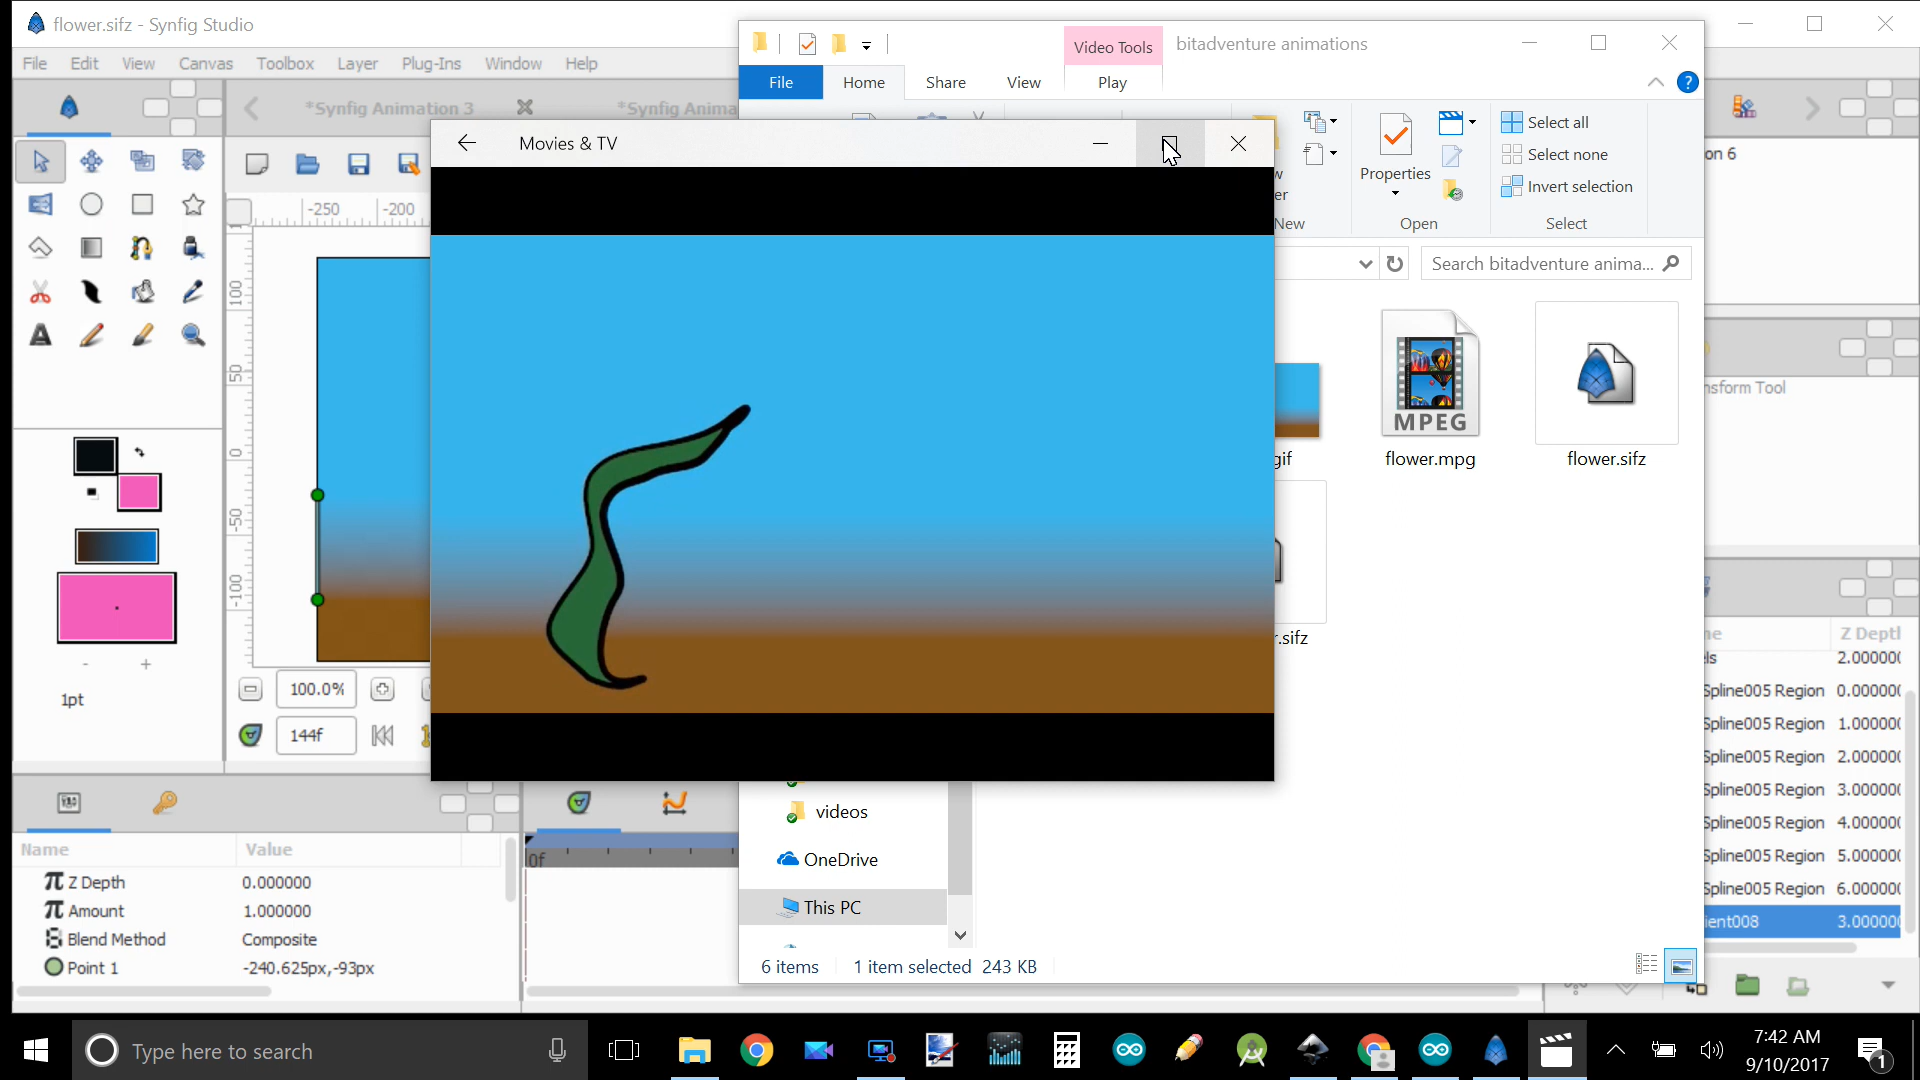 flower.sifz - Synfig Studio
File Edit View Canvas Toolbox Layer Plug-Ins Window Help
*Synfig Animation 3
*Synfig Anima
-250 -200
100
50
0
-50
-100
1pt
100.0%
144f
Name Value
Z Depth 0.000000
Amount 1.000000
Blend Method Composite
Point 1 -240.625px,-93px
0f
Video Tools
bitadventure animations
File Home Share View Play
Properties
Select all
Select none
Invert selection
New Open Select
Search bitadventure anima...
MPEG
gif
flower.mpg
flower.sifz
r.sifz
videos
OneDrive
This PC
6 items 1 item selected 243 KB
Movies & TV
on 6
nsform Tool
Z Depth
ls 2.00000
Spline005 Region 0.00000
Spline005 Region 1.00000
Spline005 Region 2.00000
Spline005 Region 3.00000
Spline005 Region 4.00000
Spline005 Region 5.00000
Spline005 Region 6.00000
ient008 3.00000
Type here to search
7:42 AM
9/10/2017
1